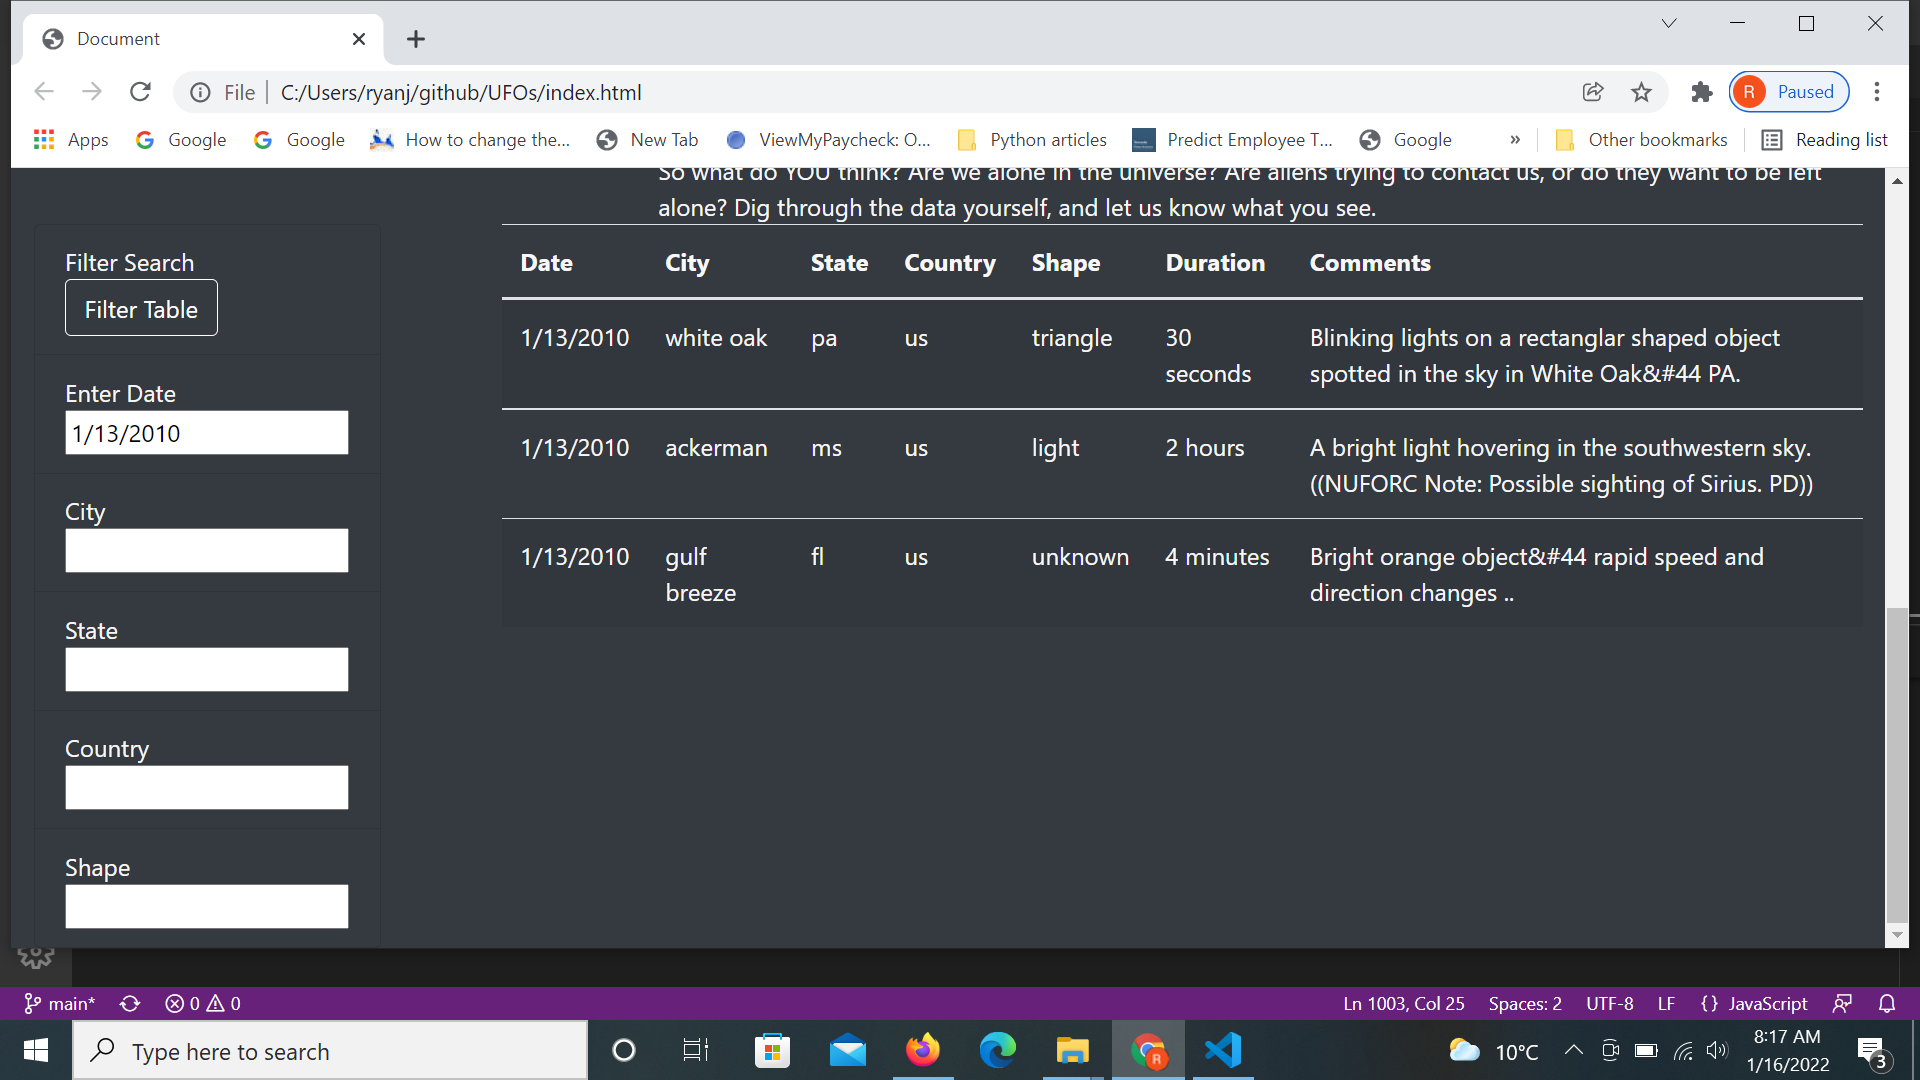 Document
File C:/Users/ryanj/github/UFOs/index.html
R Paused
Apps Google Google How to change the... New Tab ViewMyPaycheck: O... Python articles Predict Employee T... Google » Other bookmarks Reading list
So what do YOU think? Are we alone in the universe? Are aliens trying to contact us, or do they want to be left
alone? Dig through the data yourself, and let us know what you see.
Filter Search
Filter Table
Enter Date
1/13/2010
City
State
Country
Shape
Date City State Country Shape Duration Comments
1/13/2010 white oak pa us triangle 30 Blinking lights on a rectanglar shaped object
seconds spotted in the sky in White Oak&#44 PA.
1/13/2010 ackerman ms us light 2 hours A bright light hovering in the southwestern sky.
((NUFORC Note: Possible sighting of Sirius. PD))
1/13/2010 gulf fl us unknown 4 minutes Bright orange object&#44 rapid speed and
breeze direction changes ..
main* 0 0 Ln 1003, Col 25 Spaces: 2 UTF-8 LF {} JavaScript
Type here to search
R
10°C
8:17 AM
1/16/2022
3